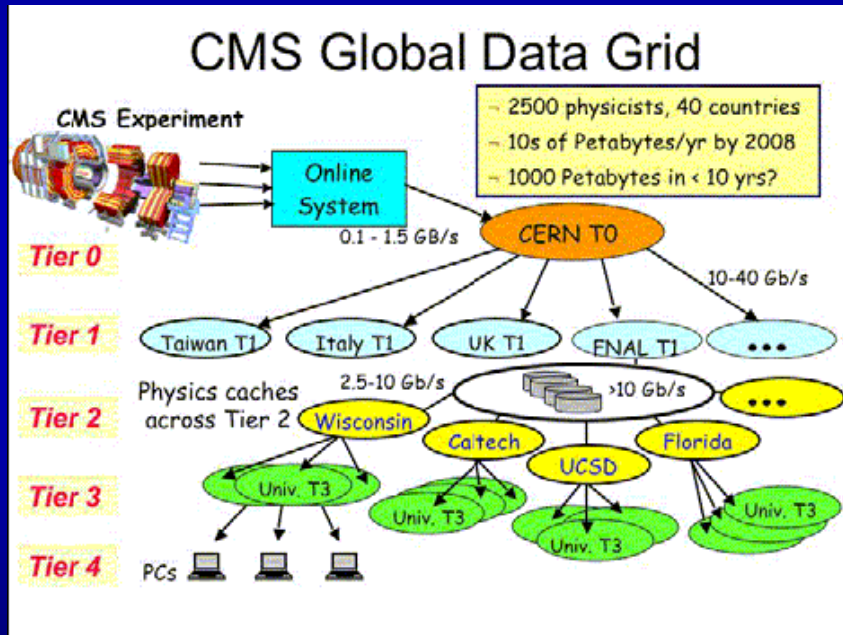 CMS Global Data Grid
CMS Experiment
- 2500 physicists, 40 countries
- 10s of Petabytes/yr by 2008
- 1000 Petabytes in < 10 yrs?
Online
System
0.1 - 1.5 GB/s
CERN T0
Tier 0
10-40 Gb/s
Tier 1
Taiwan T1
Italy T1
UK T1
FNAL T1
...
Physics caches
across Tier 2
2.5-10 Gb/s
>10 Gb/s
...
Tier 2
Wisconsin
Caltech
UCSD
Florida
Tier 3
Univ. T3
Univ. T3
Univ. T3
Univ. T3
Tier 4
PCs